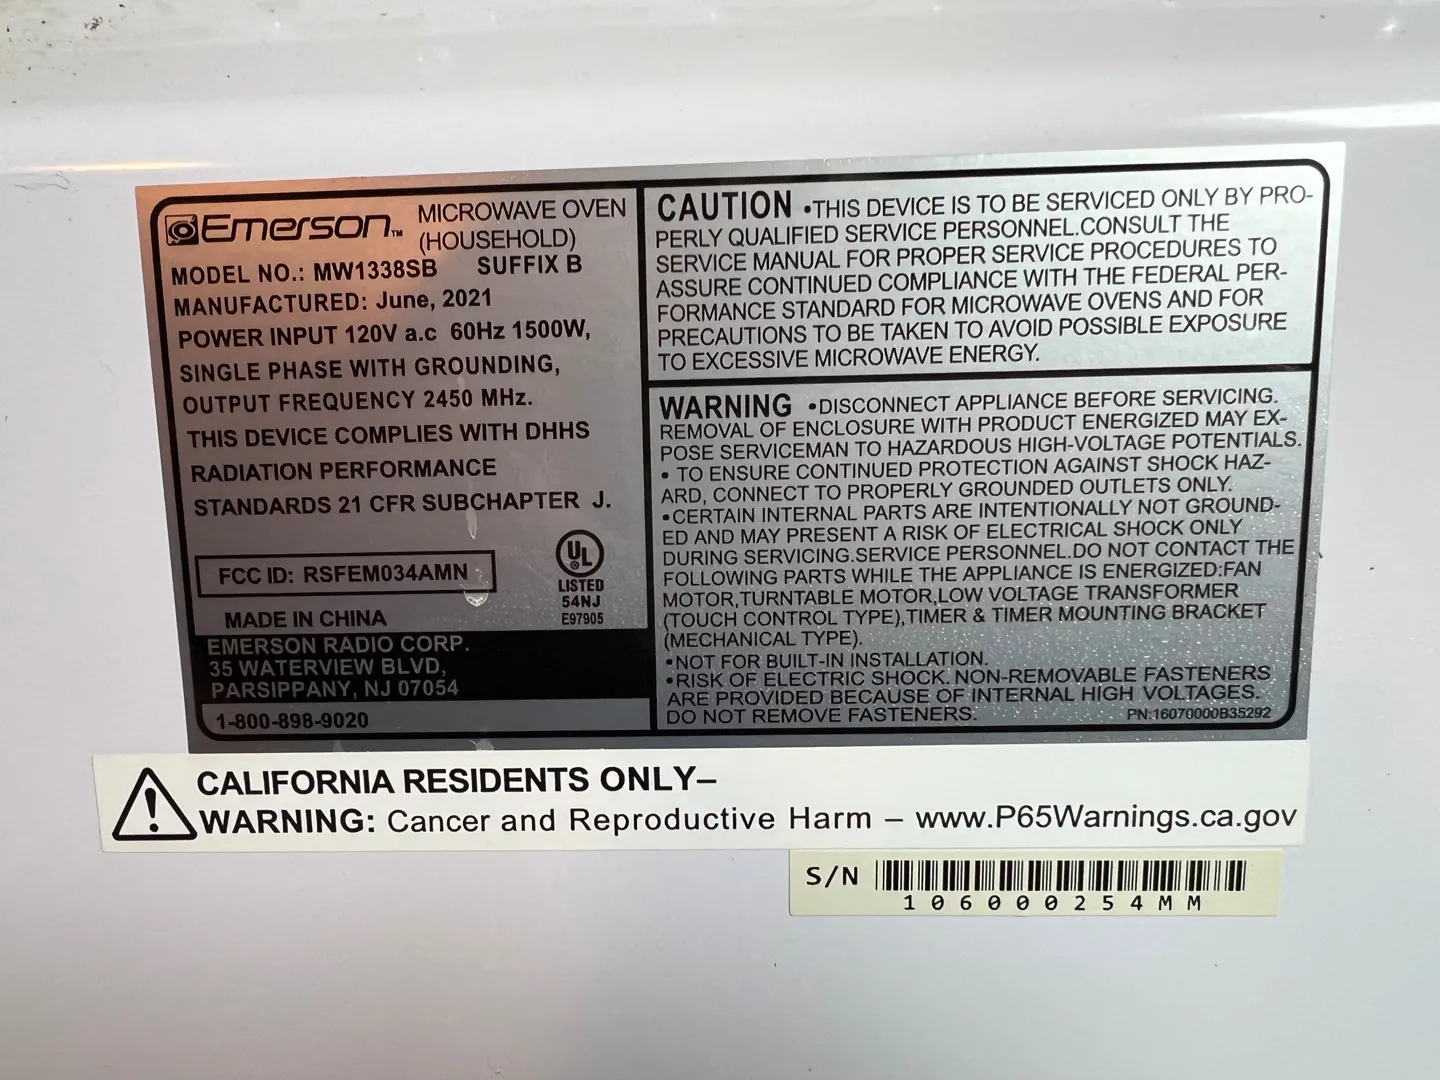 Emerson™ MICROWAVE OVEN
(HOUSEHOLD)
MODEL NO.: MW1338SB SUFFIX B
MANUFACTURED: June, 2021
POWER INPUT 120V a.c 60Hz 1500W,
SINGLE PHASE WITH GROUNDING,
OUTPUT FREQUENCY 2450 MHz.
THIS DEVICE COMPLIES WITH DHHS
RADIATION PERFORMANCE
STANDARDS 21 CFR SUBCHAPTER J.
FCC ID: RSFEM034AMN
UL
LISTED
54NJ
E97905
MADE IN CHINA
EMERSON RADIO CORP.
35 WATERVIEW BLVD,
PARSIPPANY, NJ 07054
1-800-898-9020
CAUTION •THIS DEVICE IS TO BE SERVICED ONLY BY PRO-
PERLY QUALIFIED SERVICE PERSONNEL.CONSULT THE
SERVICE MANUAL FOR PROPER SERVICE PROCEDURES TO
ASSURE CONTINUED COMPLIANCE WITH THE FEDERAL PER-
FORMANCE STANDARD FOR MICROWAVE OVENS AND FOR
PRECAUTIONS TO BE TAKEN TO AVOID POSSIBLE EXPOSURE
TO EXCESSIVE MICROWAVE ENERGY.
WARNING •DISCONNECT APPLIANCE BEFORE SERVICING.
REMOVAL OF ENCLOSURE WITH PRODUCT ENERGIZED MAY EX-
POSE SERVICEMAN TO HAZARDOUS HIGH-VOLTAGE POTENTIALS.
• TO ENSURE CONTINUED PROTECTION AGAINST SHOCK HAZ-
ARD, CONNECT TO PROPERLY GROUNDED OUTLETS ONLY.
•CERTAIN INTERNAL PARTS ARE INTENTIONALLY NOT GROUND-
ED AND MAY PRESENT A RISK OF ELECTRICAL SHOCK ONLY
DURING SERVICING.SERVICE PERSONNEL.DO NOT CONTACT THE
FOLLOWING PARTS WHILE THE APPLIANCE IS ENERGIZED:FAN
MOTOR,TURNTABLE MOTOR,LOW VOLTAGE TRANSFORMER
(TOUCH CONTROL TYPE),TIMER & TIMER MOUNTING BRACKET
(MECHANICAL TYPE).
•NOT FOR BUILT-IN INSTALLATION.
•RISK OF ELECTRIC SHOCK. NON-REMOVABLE FASTENERS
ARE PROVIDED BECAUSE OF INTERNAL HIGH VOLTAGES.
DO NOT REMOVE FASTENERS. PN:16070000B35292
CALIFORNIA RESIDENTS ONLY–
WARNING: Cancer and Reproductive Harm – www.P65Warnings.ca.gov
S/N
106000254MM